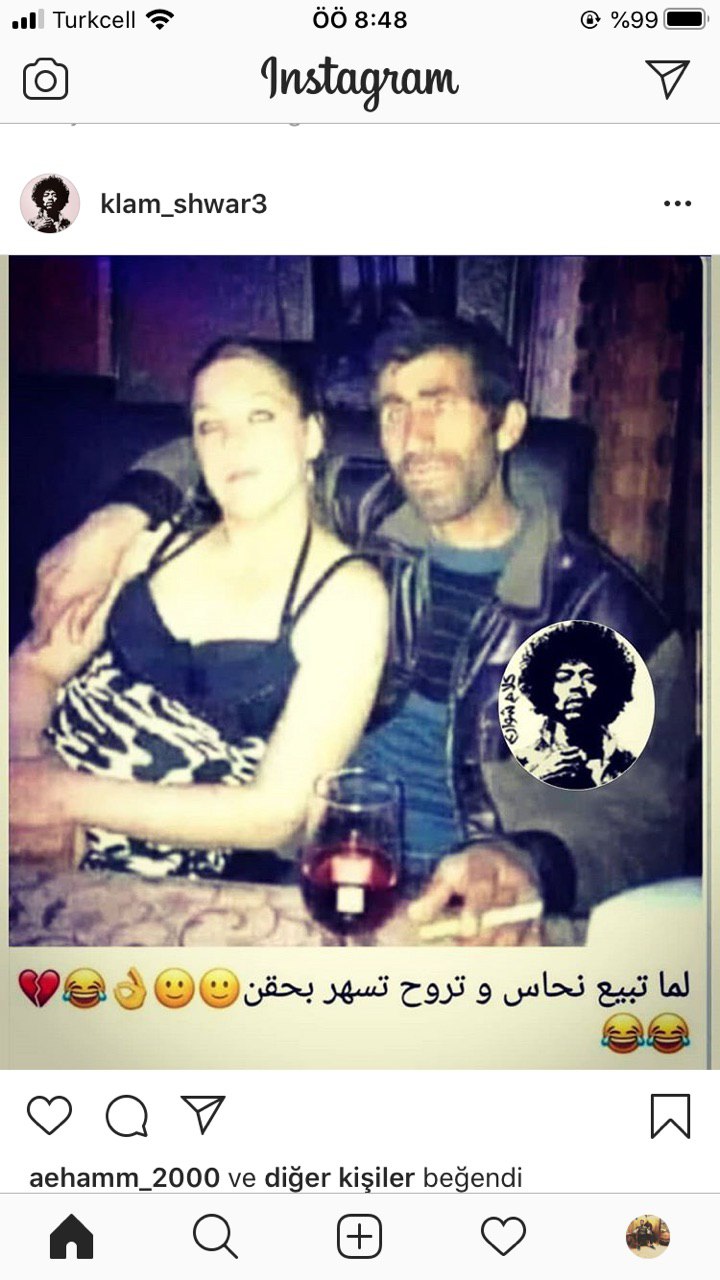 Turkcell ÖÖ 8:48 %99
Instagram
klam_shwar3
كلام شوارع
لما تبيع نحاس و تروح تسهر بحقن🙂🙂👌😂💔
😂😂
aehamm_2000 ve diğer kişiler beğendi